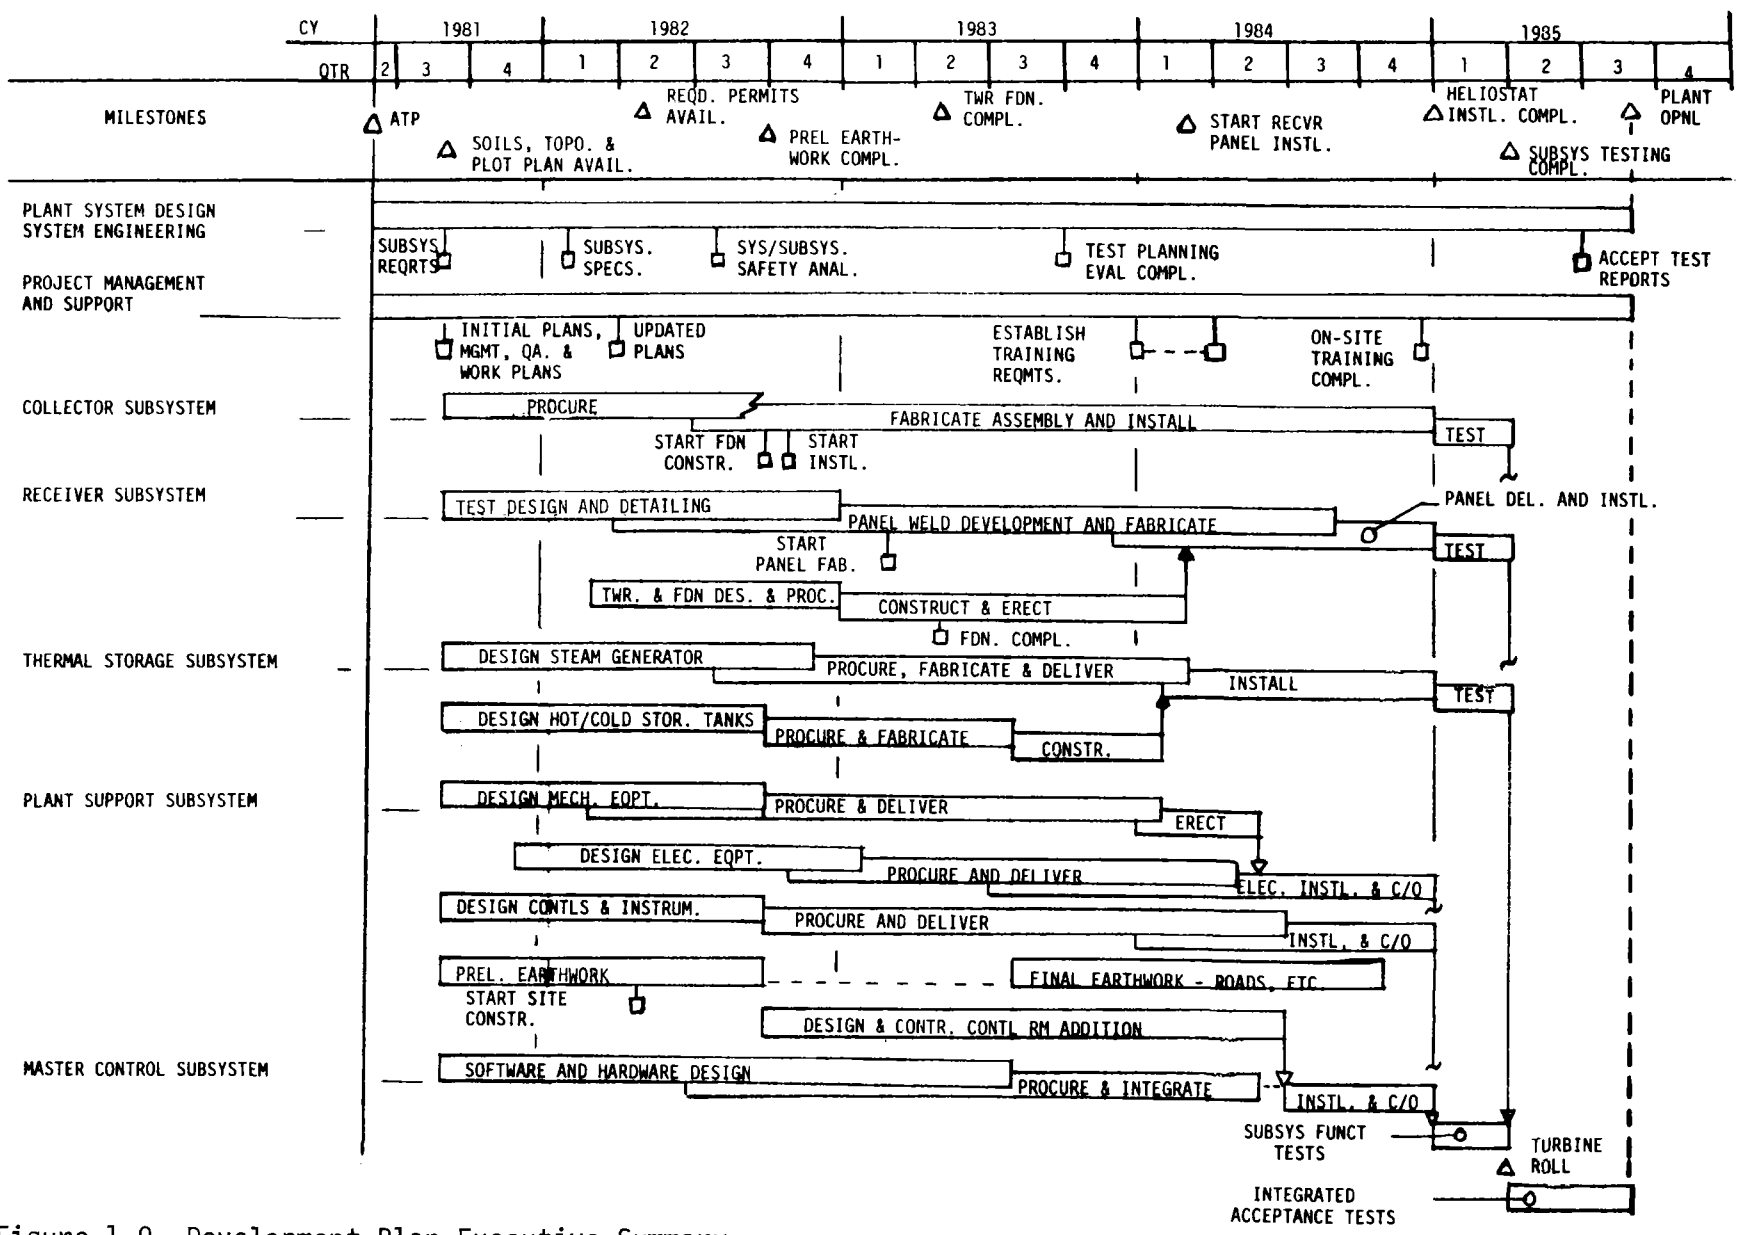 CY 1981 1982 1983 1984 1985
QTR 2 3 4 1 2 3 4 1 2 3 4 1 2 3 4 1 2 3 4
MILESTONES
ATP
SOILS, TOPO. &
PLOT PLAN AVAIL.
REQD. PERMITS
AVAIL.
PREL EARTH-
WORK COMPL.
TWR FDN.
COMPL.
START RECVR
PANEL INSTL.
HELIOSTAT
INSTL. COMPL.
SUBSYS TESTING
COMPL.
PLANT
OPNL
PLANT SYSTEM DESIGN
SYSTEM ENGINEERING
SUBSYS
REQRTS
SUBSYS.
SPECS.
SYS/SUBSYS.
SAFETY ANAL.
TEST PLANNING
EVAL COMPL.
ACCEPT TEST
REPORTS
PROJECT MANAGEMENT
AND SUPPORT
INITIAL PLANS,
MGMT, QA. &
WORK PLANS
UPDATED
PLANS
ESTABLISH
TRAINING
REQMTS.
ON-SITE
TRAINING
COMPL.
COLLECTOR SUBSYSTEM
PROCURE
FABRICATE ASSEMBLY AND INSTALL
TEST
START FDN
CONSTR.
START
INSTL.
RECEIVER SUBSYSTEM
TEST DESIGN AND DETAILING
PANEL WELD DEVELOPMENT AND FABRICATE
PANEL DEL. AND INSTL.
TEST
START
PANEL FAB.
TWR. & FDN DES. & PROC.
CONSTRUCT & ERECT
FDN. COMPL.
THERMAL STORAGE SUBSYSTEM
DESIGN STEAM GENERATOR
PROCURE, FABRICATE & DELIVER
INSTALL
TEST
DESIGN HOT/COLD STOR. TANKS
PROCURE & FABRICATE
CONSTR.
PLANT SUPPORT SUBSYSTEM
DESIGN MECH. EQPT.
PROCURE & DELIVER
ERECT
DESIGN ELEC. EQPT.
PROCURE AND DELIVER
ELEC. INSTL. & C/O
DESIGN CONTLS & INSTRUM.
PROCURE AND DELIVER
INSTL. & C/O
PREL. EARTHWORK
FINAL EARTHWORK - ROADS, ETC.
START SITE
CONSTR.
DESIGN & CONTR. CONTL RM ADDITION
MASTER CONTROL SUBSYSTEM
SOFTWARE AND HARDWARE DESIGN
PROCURE & INTEGRATE
INSTL. & C/O
SUBSYS FUNCT
TESTS
TURBINE
ROLL
INTEGRATED
ACCEPTANCE TESTS
Figure 1-9 Development Plan Executive Summary